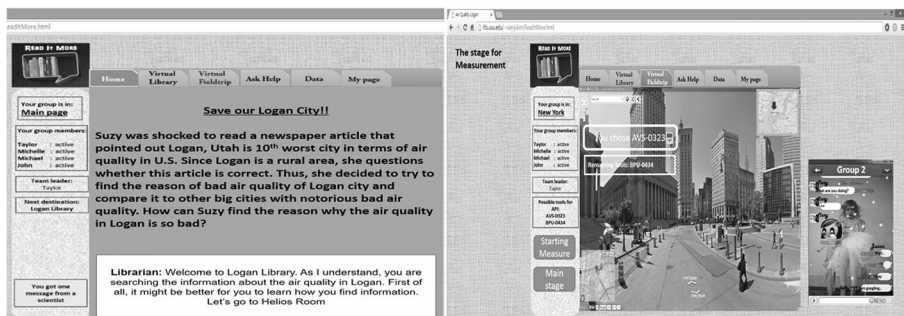 eaditMore.html
READ IT MORE
Home
Virtual Library
Virtual Fieldtrip
Ask Help
Data
My page
Your group is in:
Main page
Your group members:
Taylor : active
Michelle : active
Michael : active
John : active
Team leader:
Taylor
Next destination:
Logan Library
You got one
message from a
scientist
Save our Logan City!!
Suzy was shocked to read a newspaper article that
pointed out Logan, Utah is 10th worst city in terms of air
quality in U.S. Since Logan is a rural area, she questions
whether this article is correct. Thus, she decided to try to
find the reason of bad air quality of Logan city and
compare it to other big cities with notorious bad air
quality. How can Suzy find the reason why the air quality
in Logan is so bad?
Librarian: Welcome to Logan Library. As I understand, you are
searching the information about the air quality in Logan. First of
all, it might be better for you to learn how you find information.
Let's go to Helios Room
The stage for
Measurement
READ IT MORE
Home
Virtual Library
Virtual Fieldtrip
Ask Help
Data
My page
Your group is in:
New York
Your group members:
Taylor : active
Michelle : active
Michael : active
John : active
Team leader:
Taylor
Possible tools for
API:
AVS-0323
BPU-0434
Starting
Measure
Main
stage
You chose AVS-0323
Remaining tools: BPU-0434
Group 2
are you doing?
SEND